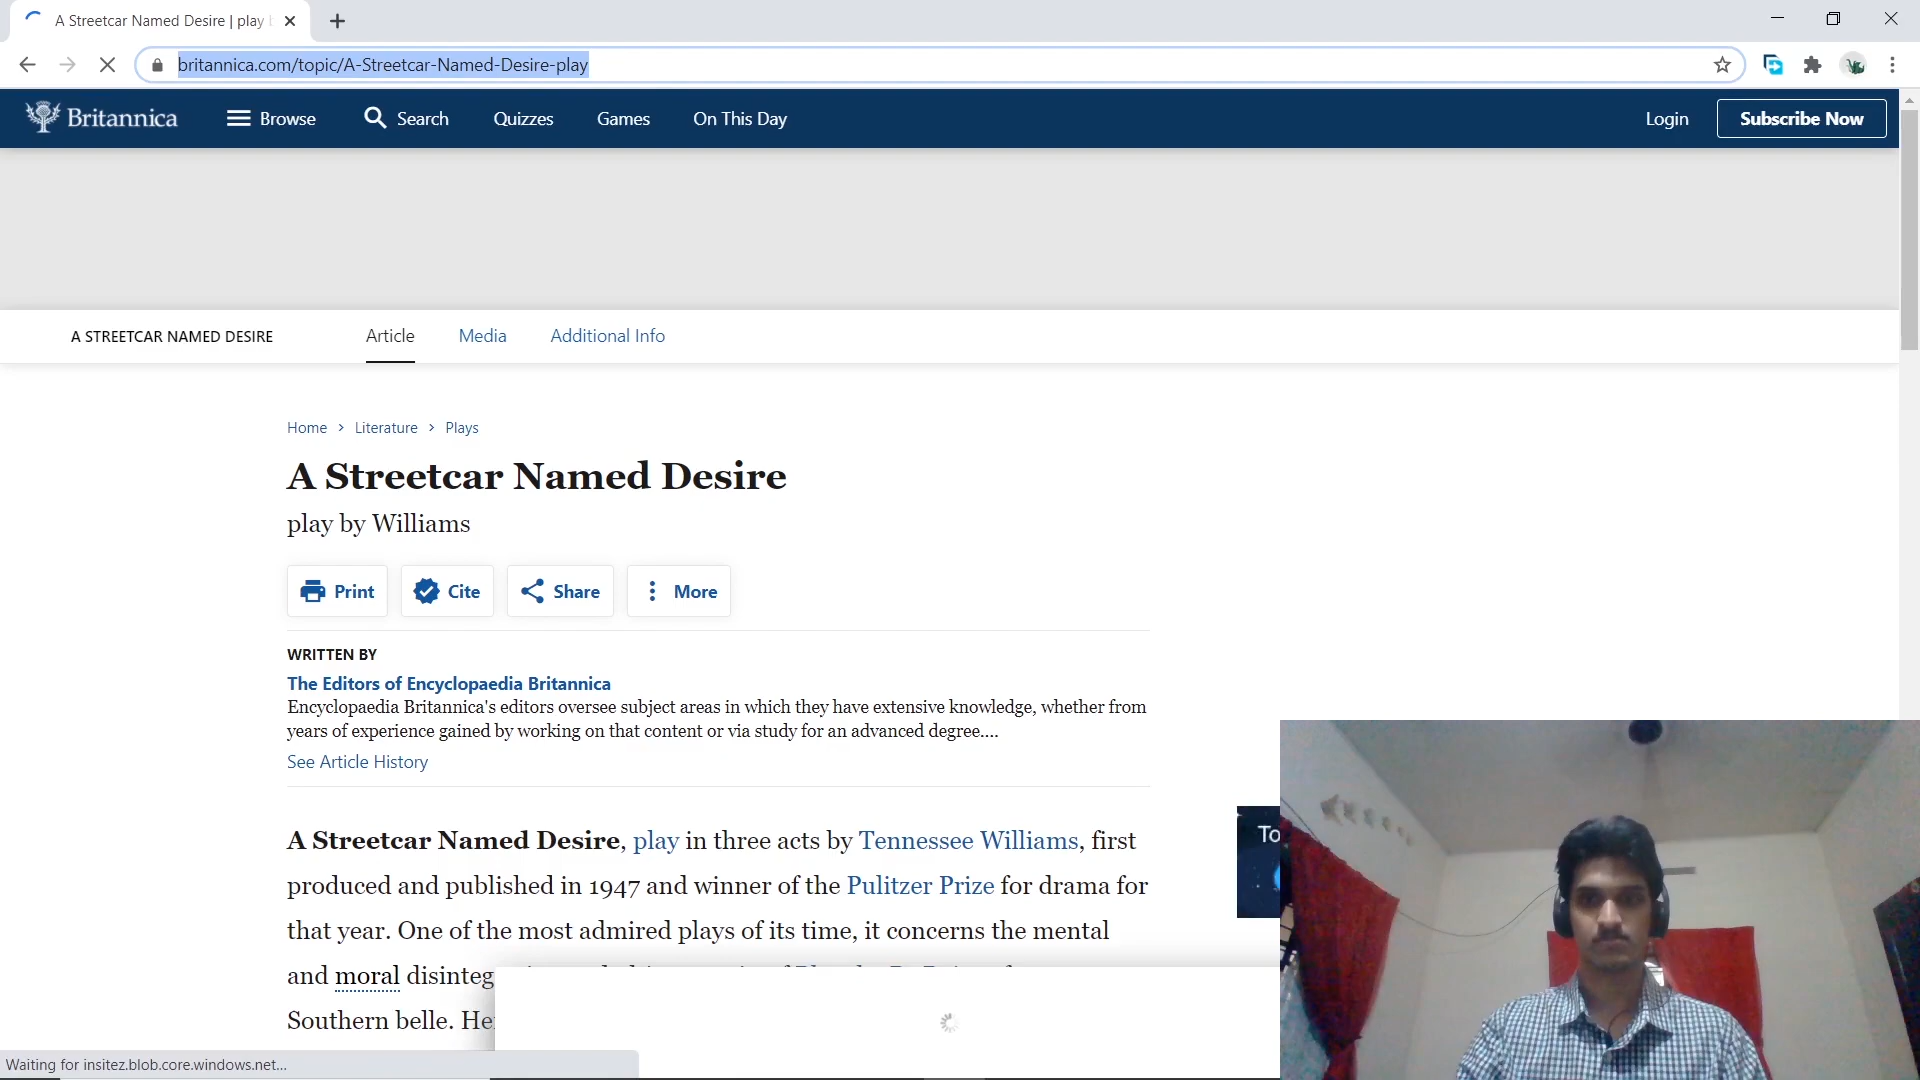 A Streetcar Named Desire | play
britannica.com/topic/A-Streetcar-Named-Desire-play
Britannica
Browse
Search
Quizzes
Games
On This Day
Login
Subscribe Now
A STREETCAR NAMED DESIRE
Article
Media
Additional Info
Home > Literature > Plays
A Streetcar Named Desire
play by Williams
Print
Cite
Share
More
WRITTEN BY
The Editors of Encyclopaedia Britannica
Encyclopaedia Britannica's editors oversee subject areas in which they have extensive knowledge, whether from
years of experience gained by working on that content or via study for an advanced degree....
See Article History
A Streetcar Named Desire, play in three acts by Tennessee Williams, first
produced and published in 1947 and winner of the Pulitzer Prize for drama for
that year. One of the most admired plays of its time, it concerns the mental
To
and moral disinteg
Southern belle. He
Waiting for insitez.blob.core.windows.net...